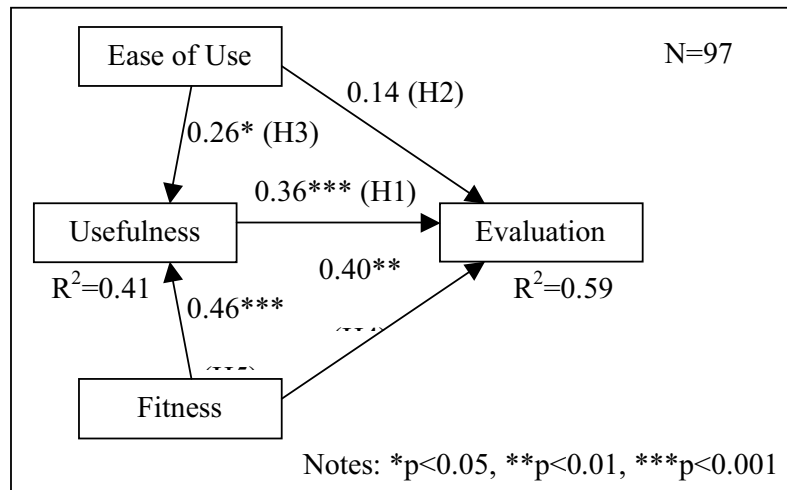 Ease of Use
N=97
0.14 (H2)
0.26* (H3)
0.36*** (H1)
Usefulness
Evaluation
0.40**
R²=0.41
R²=0.59
0.46***
Fitness
Notes: *p<0.05, **p<0.01, ***p<0.001